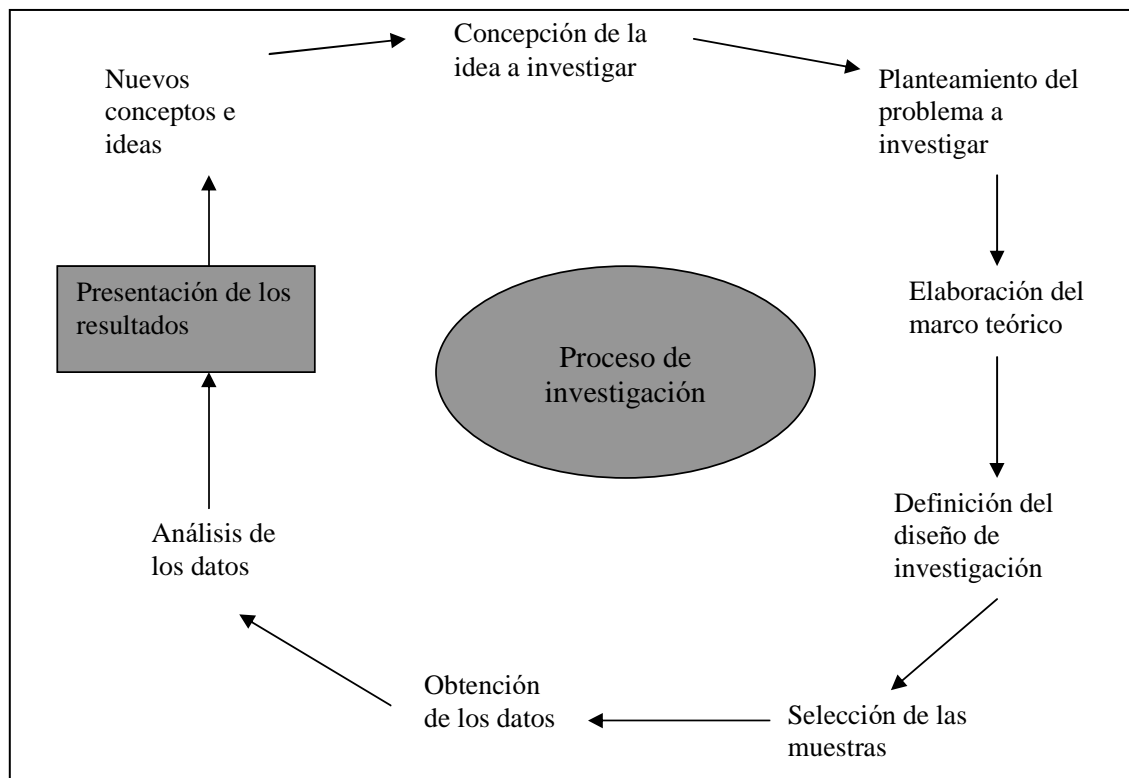 Concepción de la
idea a investigar
Planteamiento del
problema a
investigar
Elaboración del
marco teórico
Definición del
diseño de
investigación
Selección de las
muestras
Obtención
de los datos
Análisis de
los datos
Presentación de los
resultados
Nuevos
conceptos e
ideas
Proceso de
investigación